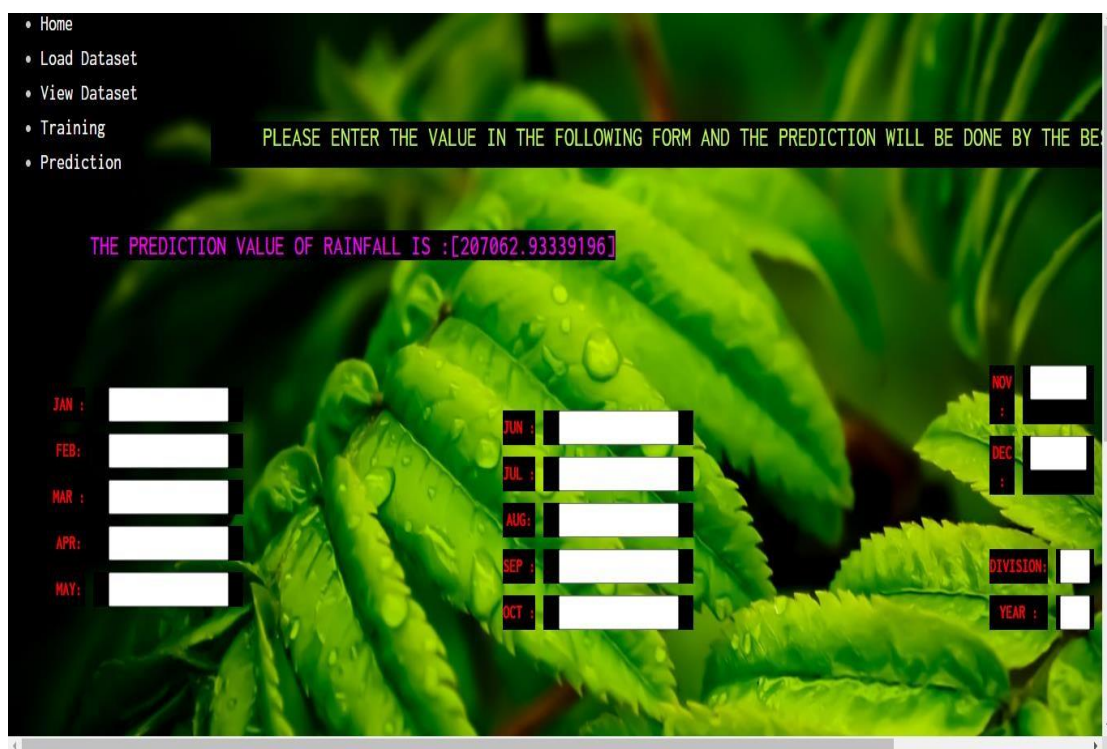 Home
Load Dataset
View Dataset
Training
Prediction
PLEASE ENTER THE VALUE IN THE FOLLOWING FORM AND THE PREDICTION WILL BE DONE BY THE
THE PREDICTION VALUE OF RAINFALL IS :[207062.93339196]
JAN :
FEB:
MAR :
APR:
MAY:
JUN :
JUL :
AUG:
SEP :
OCT :
NOV
:
DEC
:
DIVISION:
YEAR :